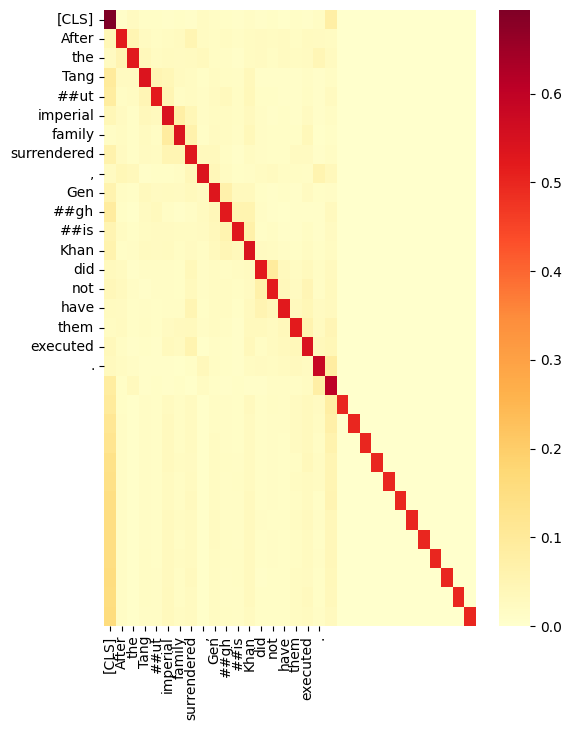 [CLS]
After
the
Tang
##ut
imperial
family
surrendered
,
Gen
##gh
##is
Khan
did
not
have
them
executed
.
[CLS]
After
the
Tang
##ut
imperial
family
surrendered
,
Gen
##gh
##is
Khan
did
not
have
them
executed
.
0.6
0.5
0.4
0.3
0.2
0.1
0.0